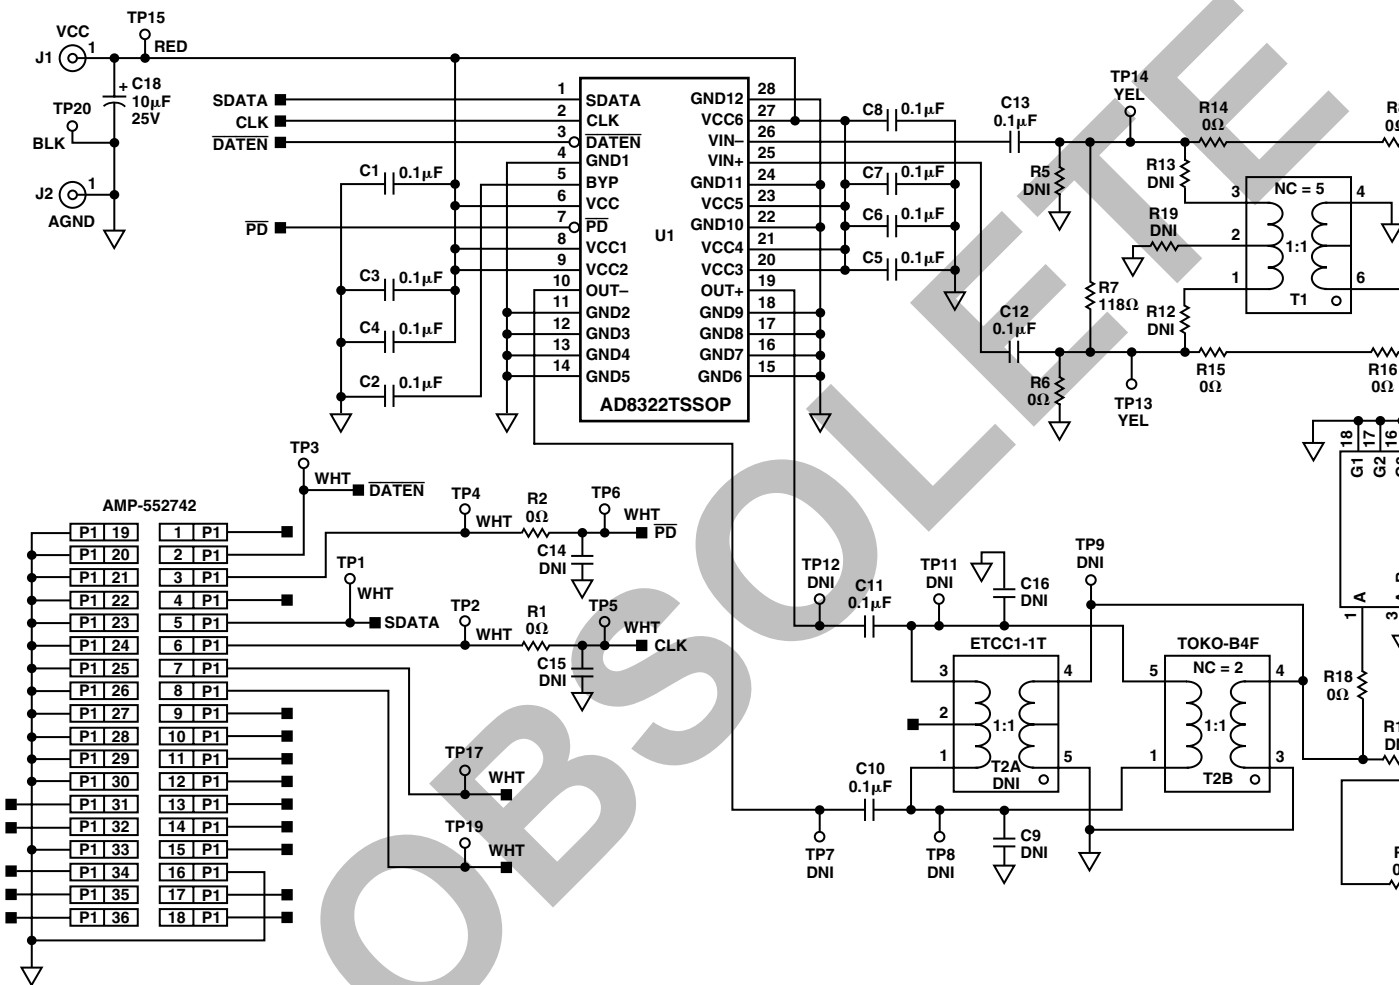 VCC
J1
1
TP15
RED
+ C18
10µF
25V
TP20
BLK
J2
1
AGND
SDATA
CLK
DATEN
PD
C1 0.1µF
C3 0.1µF
C4 0.1µF
C2 0.1µF
1 SDATA
2 CLK
3 DATEN
4 GND1
5 BYP
6 VCC
7 PD
8 VCC1
9 VCC2
10 OUT–
11 GND2
12 GND3
13 GND4
14 GND5
U1
GND12 28
VCC6 27
VIN– 26
VIN+ 25
GND11 24
VCC5 23
GND10 22
VCC4 21
VCC3 20
OUT+ 19
GND9 18
GND8 17
GND7 16
GND6 15
AD8322TSSOP
C8 0.1µF
C7 0.1µF
C6 0.1µF
C5 0.1µF
C13
0.1µF
C12
0.1µF
R5
DNI
R6
0Ω
R7
118Ω
TP14
YEL
TP13
YEL
R14
0Ω
R13
DNI
R19
DNI
R12
DNI
R15
0Ω
R16
0Ω
3
2
1
NC = 5
1:1
T1
4
6
18
17
16
G1
G2
A
1
3
R18
0Ω
AMP-552742
P1 19
P1 20
P1 21
P1 22
P1 23
P1 24
P1 25
P1 26
P1 27
P1 28
P1 29
P1 30
P1 31
P1 32
P1 33
P1 34
P1 35
P1 36
1 P1
2 P1
3 P1
4 P1
5 P1
6 P1
7 P1
8 P1
9 P1
10 P1
11 P1
12 P1
13 P1
14 P1
15 P1
16 P1
17 P1
18 P1
TP3
WHT
DATEN
TP1
WHT
SDATA
TP4
WHT
R2
0Ω
C14
DNI
TP6
WHT
PD
TP2
WHT
R1
0Ω
C15
DNI
TP5
WHT
CLK
TP17
WHT
TP19
WHT
TP12
DNI
C11
0.1µF
TP11
DNI
C16
DNI
TP9
DNI
ETCC1-1T
3
2
1
1:1
T2A
DNI
4
5
TOKO-B4F
NC = 2
5
1
1:1
T2B
4
3
C10
0.1µF
TP7
DNI
TP8
DNI
C9
DNI
OBSOLETE